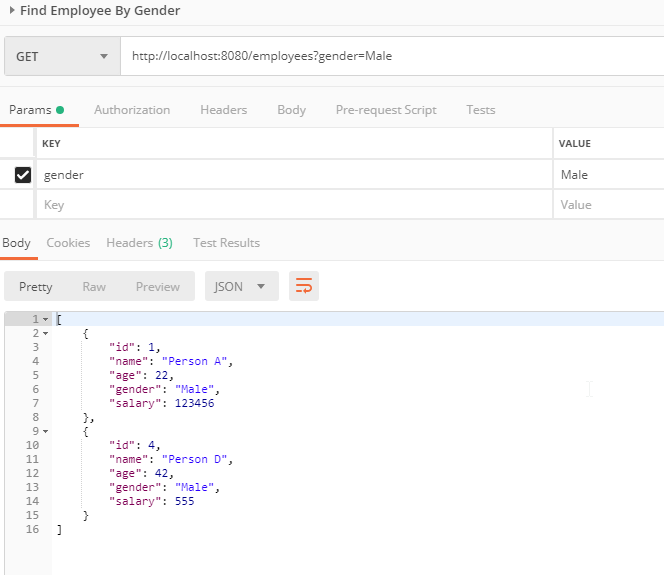 Find Employee By Gender
GET http://localhost:8080/employees?gender=Male
Params Authorization Headers Body Pre-request Script Tests
KEY VALUE
gender Male
Key Value
Body Cookies Headers (3) Test Results
Pretty Raw Preview JSON
1 [
2 {
3 "id": 1,
4 "name": "Person A",
5 "age": 22,
6 "gender": "Male",
7 "salary": 123456
8 },
9 {
10 "id": 4,
11 "name": "Person D",
12 "age": 42,
13 "gender": "Male",
14 "salary": 555
15 }
16 ]